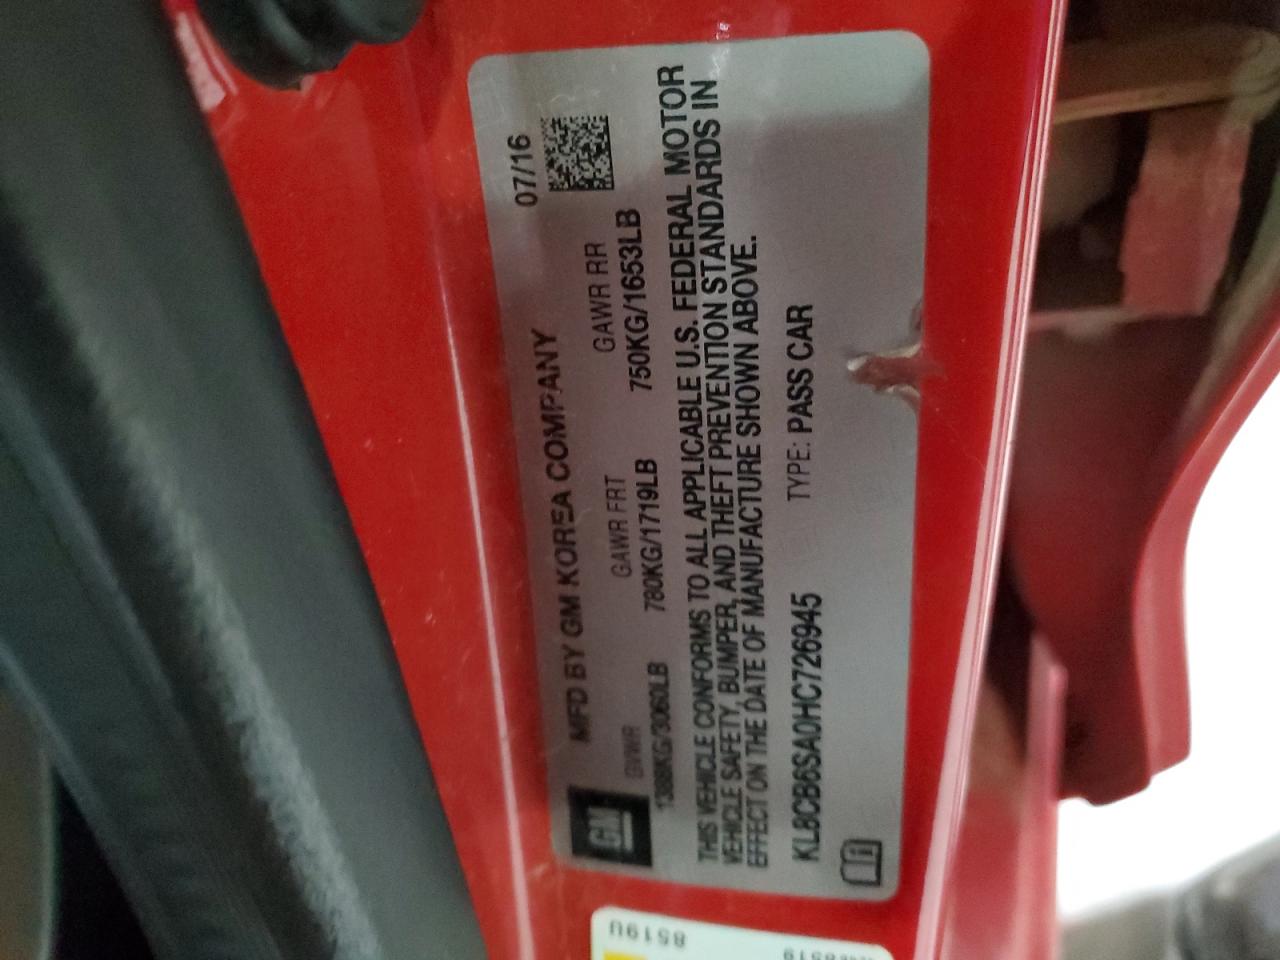 GM
MFD BY GM KOREA COMPANY 07/16
GVWR GAWR FRT GAWR RR
1388KG/3060LB 780KG/1719LB 750KG/1653LB
THIS VEHICLE CONFORMS TO ALL APPLICABLE U.S. FEDERAL MOTOR
VEHICLE SAFETY, BUMPER, AND THEFT PREVENTION STANDARDS IN
EFFECT ON THE DATE OF MANUFACTURE SHOWN ABOVE.
KL8CB6SA0HC726945 TYPE: PASS CAR
8519U